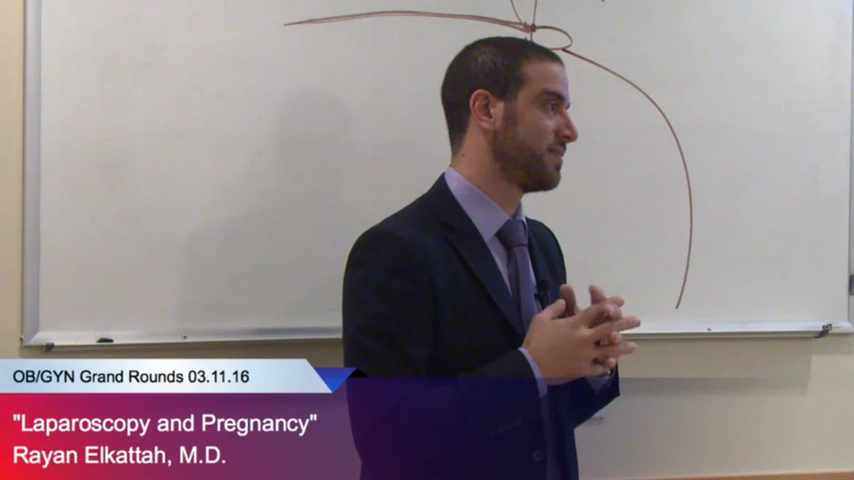 OB/GYN Grand Rounds 03.11.16
"Laparoscopy and Pregnancy"
Rayan Elkattah, M.D.